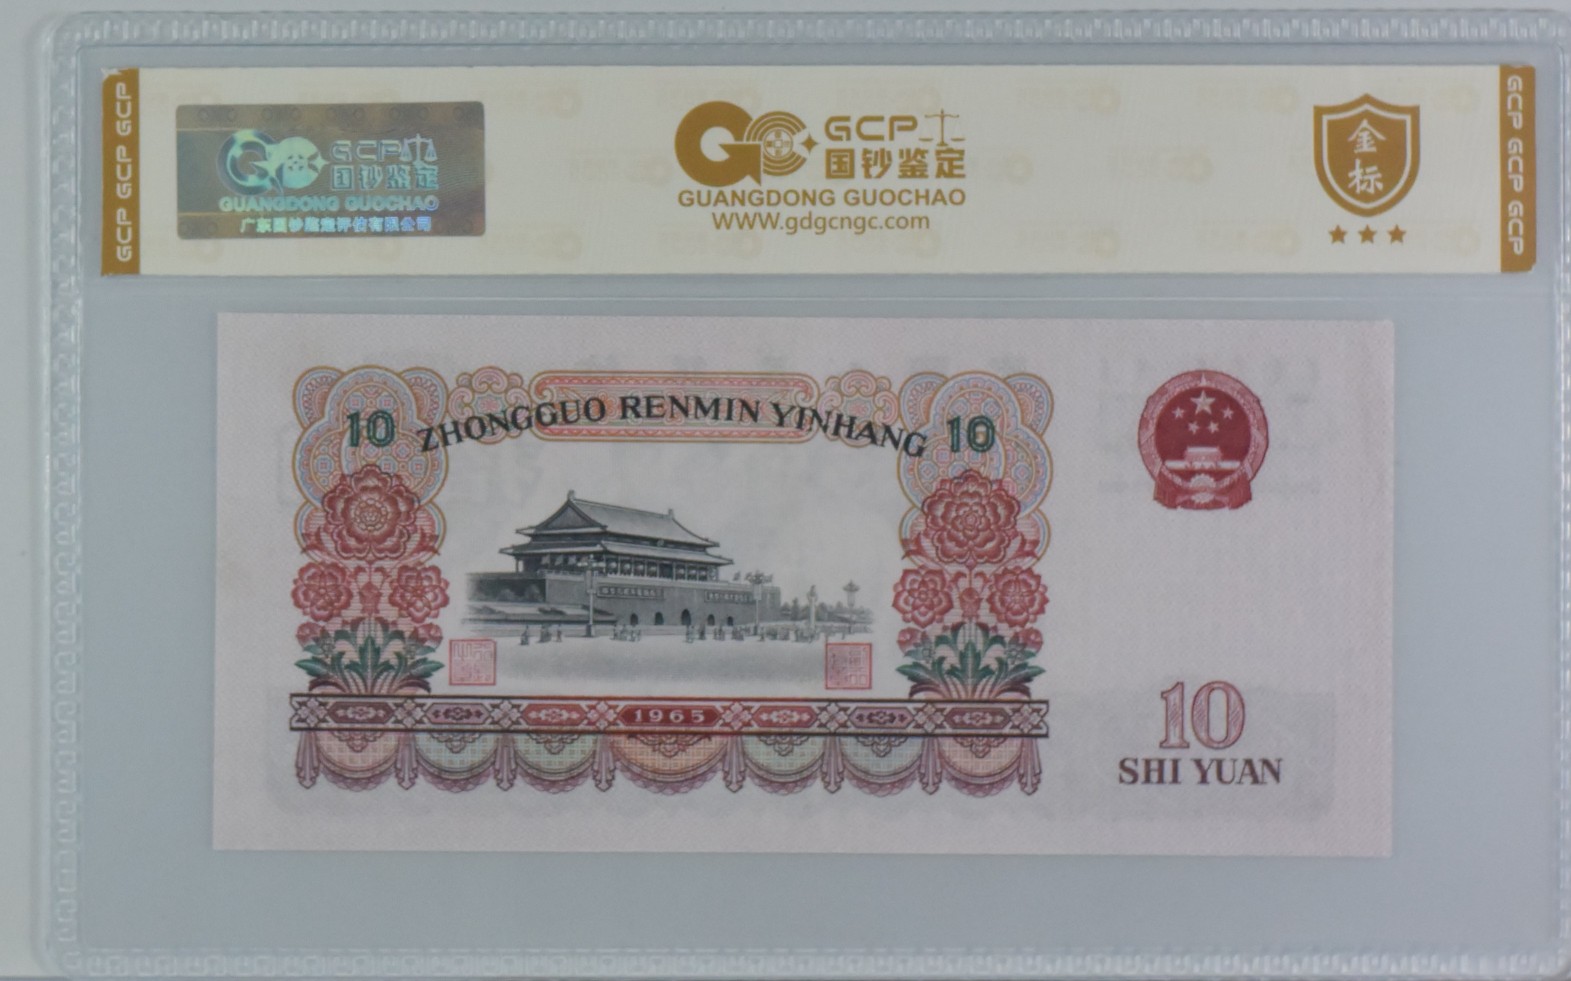 GCP GCP GCP
GCP
国钞鉴定
GUANGDONG GUOCHAO
广东国钞鉴定评估有限公司
GCP
国钞鉴定
GUANGDONG GUOCHAO
WWW.gdgcngc.com
金
标
GCP GCP GCP
10 ZHONGGUO RENMIN YINHANG 10
1965
10
SHI YUAN